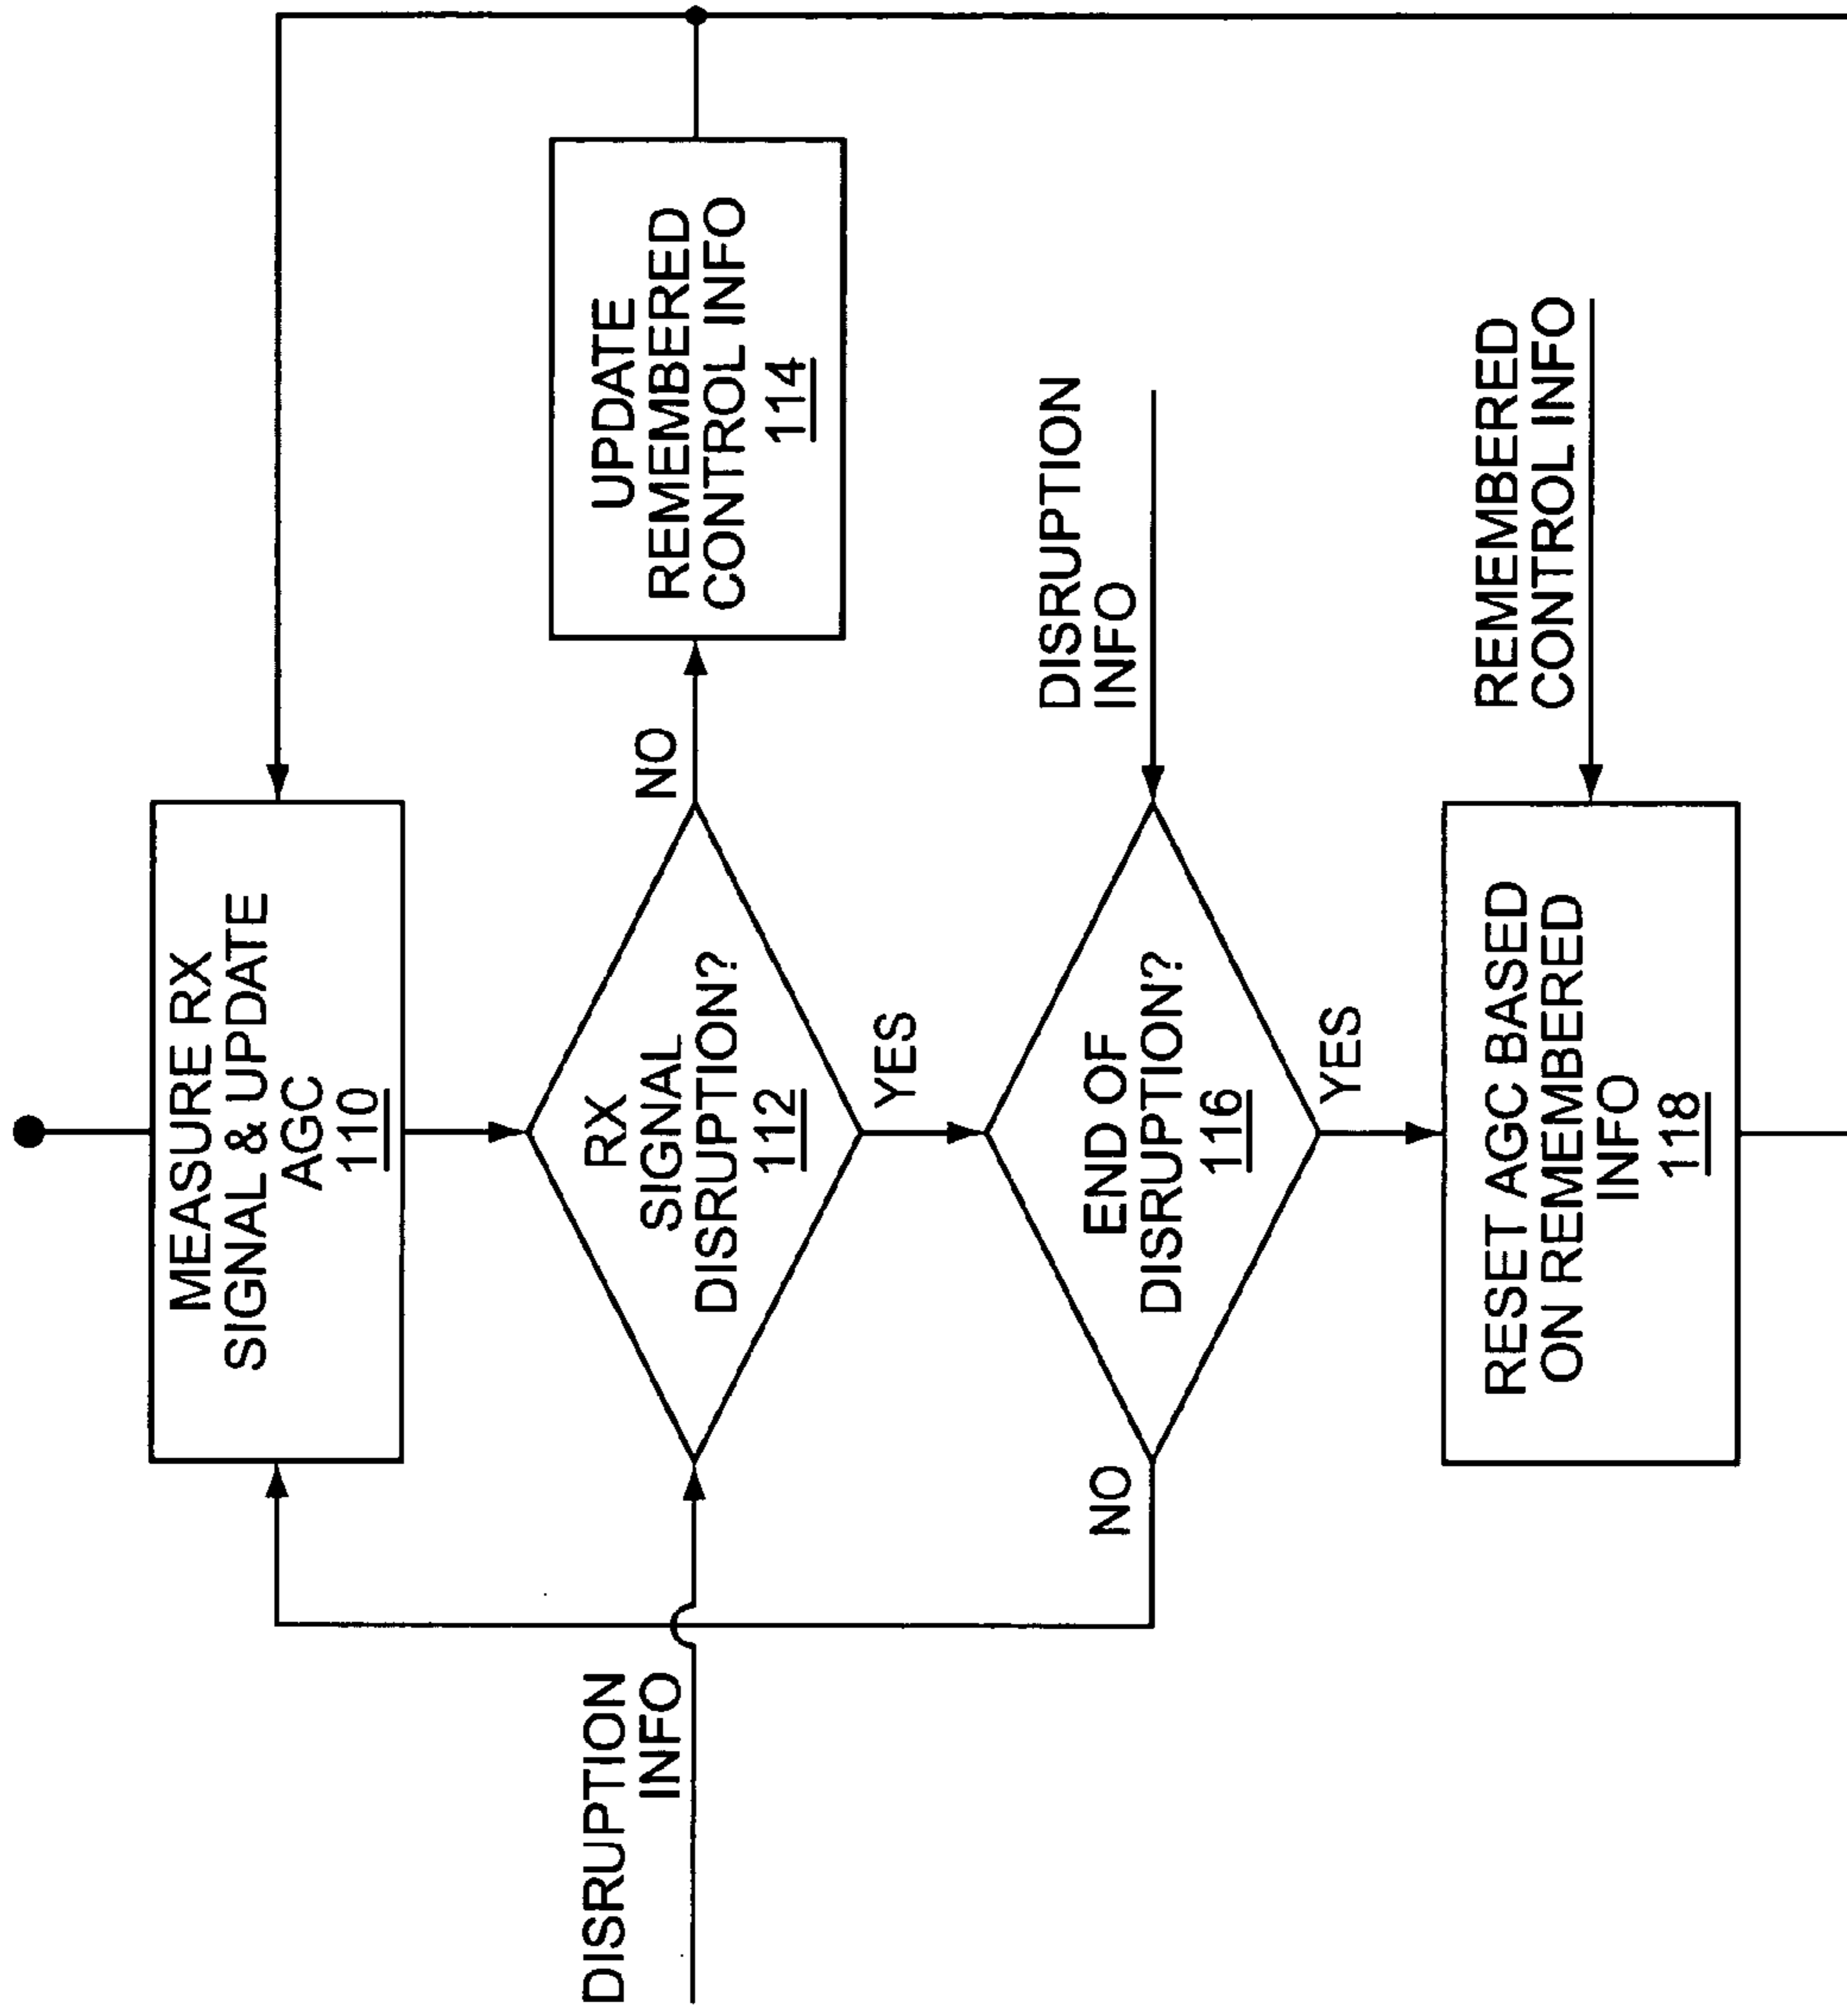 MEASURE RX
SIGNAL & UPDATE
AGC
110
RX
SIGNAL
DISRUPTION?
112
NO
UPDATE
REMEMBERED
CONTROL INFO
114
DISRUPTION
INFO
YES
END OF
DISRUPTION?
116
DISRUPTION
INFO
NO
YES
RESET AGC BASED
ON REMEMBERED
INFO
118
REMEMBERED
CONTROL INFO